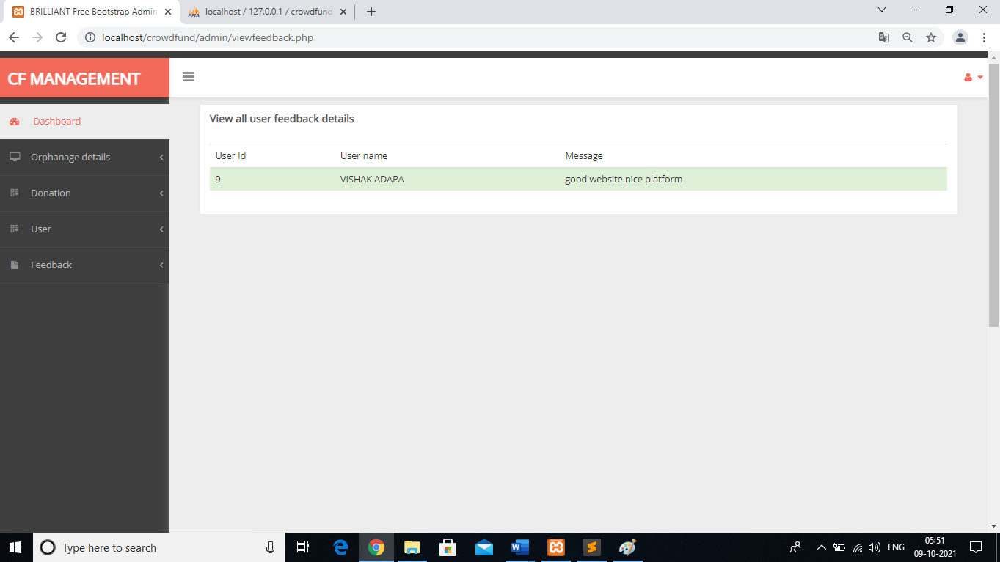 BRILLIANT Free Bootstrap Admin
localhost / 127.0.0.1 / crowdfund
localhost/crowdfund/admin/viewfeedback.php
CF MANAGEMENT
Dashboard
Orphanage details
Donation
User
Feedback
View all user feedback details
User Id User name Message
9 VISHAK ADAPA good website.nice platform
Type here to search
ENG
05:51
09-10-2021